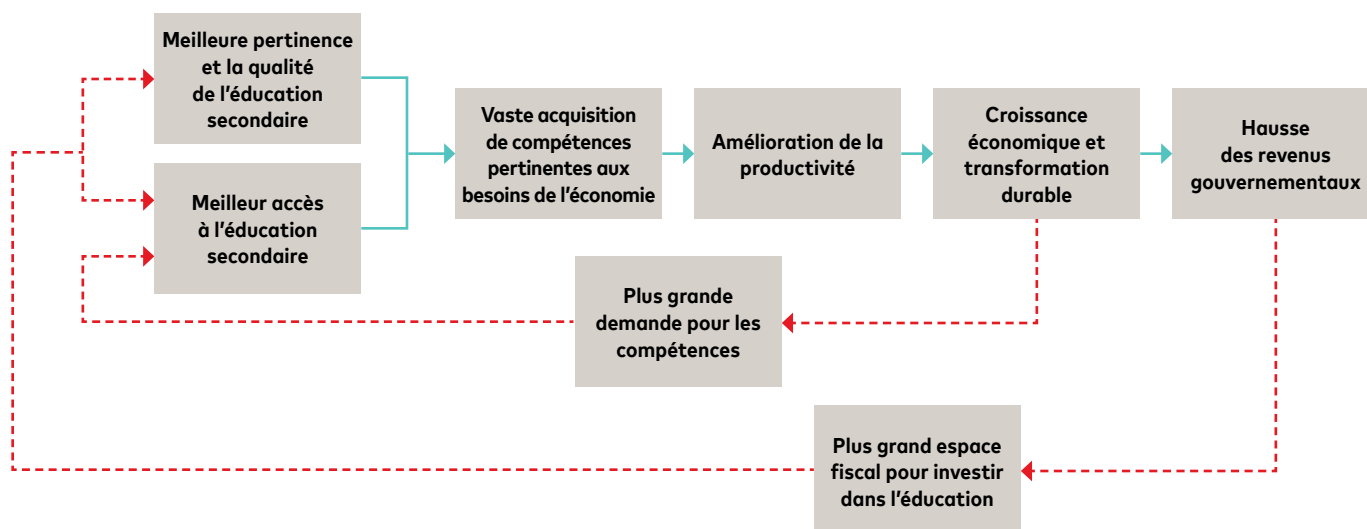 Meilleure pertinence
et la qualité
de l'éducation
secondaire
Meilleur accès
à l'éducation
secondaire
Vaste acquisition
de compétences
pertinentes aux
besoins de l'économie
Amélioration de la
productivité
Croissance
économique et
transformation
durable
Hausse
des revenus
gouvernementaux
Plus grande
demande pour les
compétences
Plus grand espace
fiscal pour investir
dans l'éducation